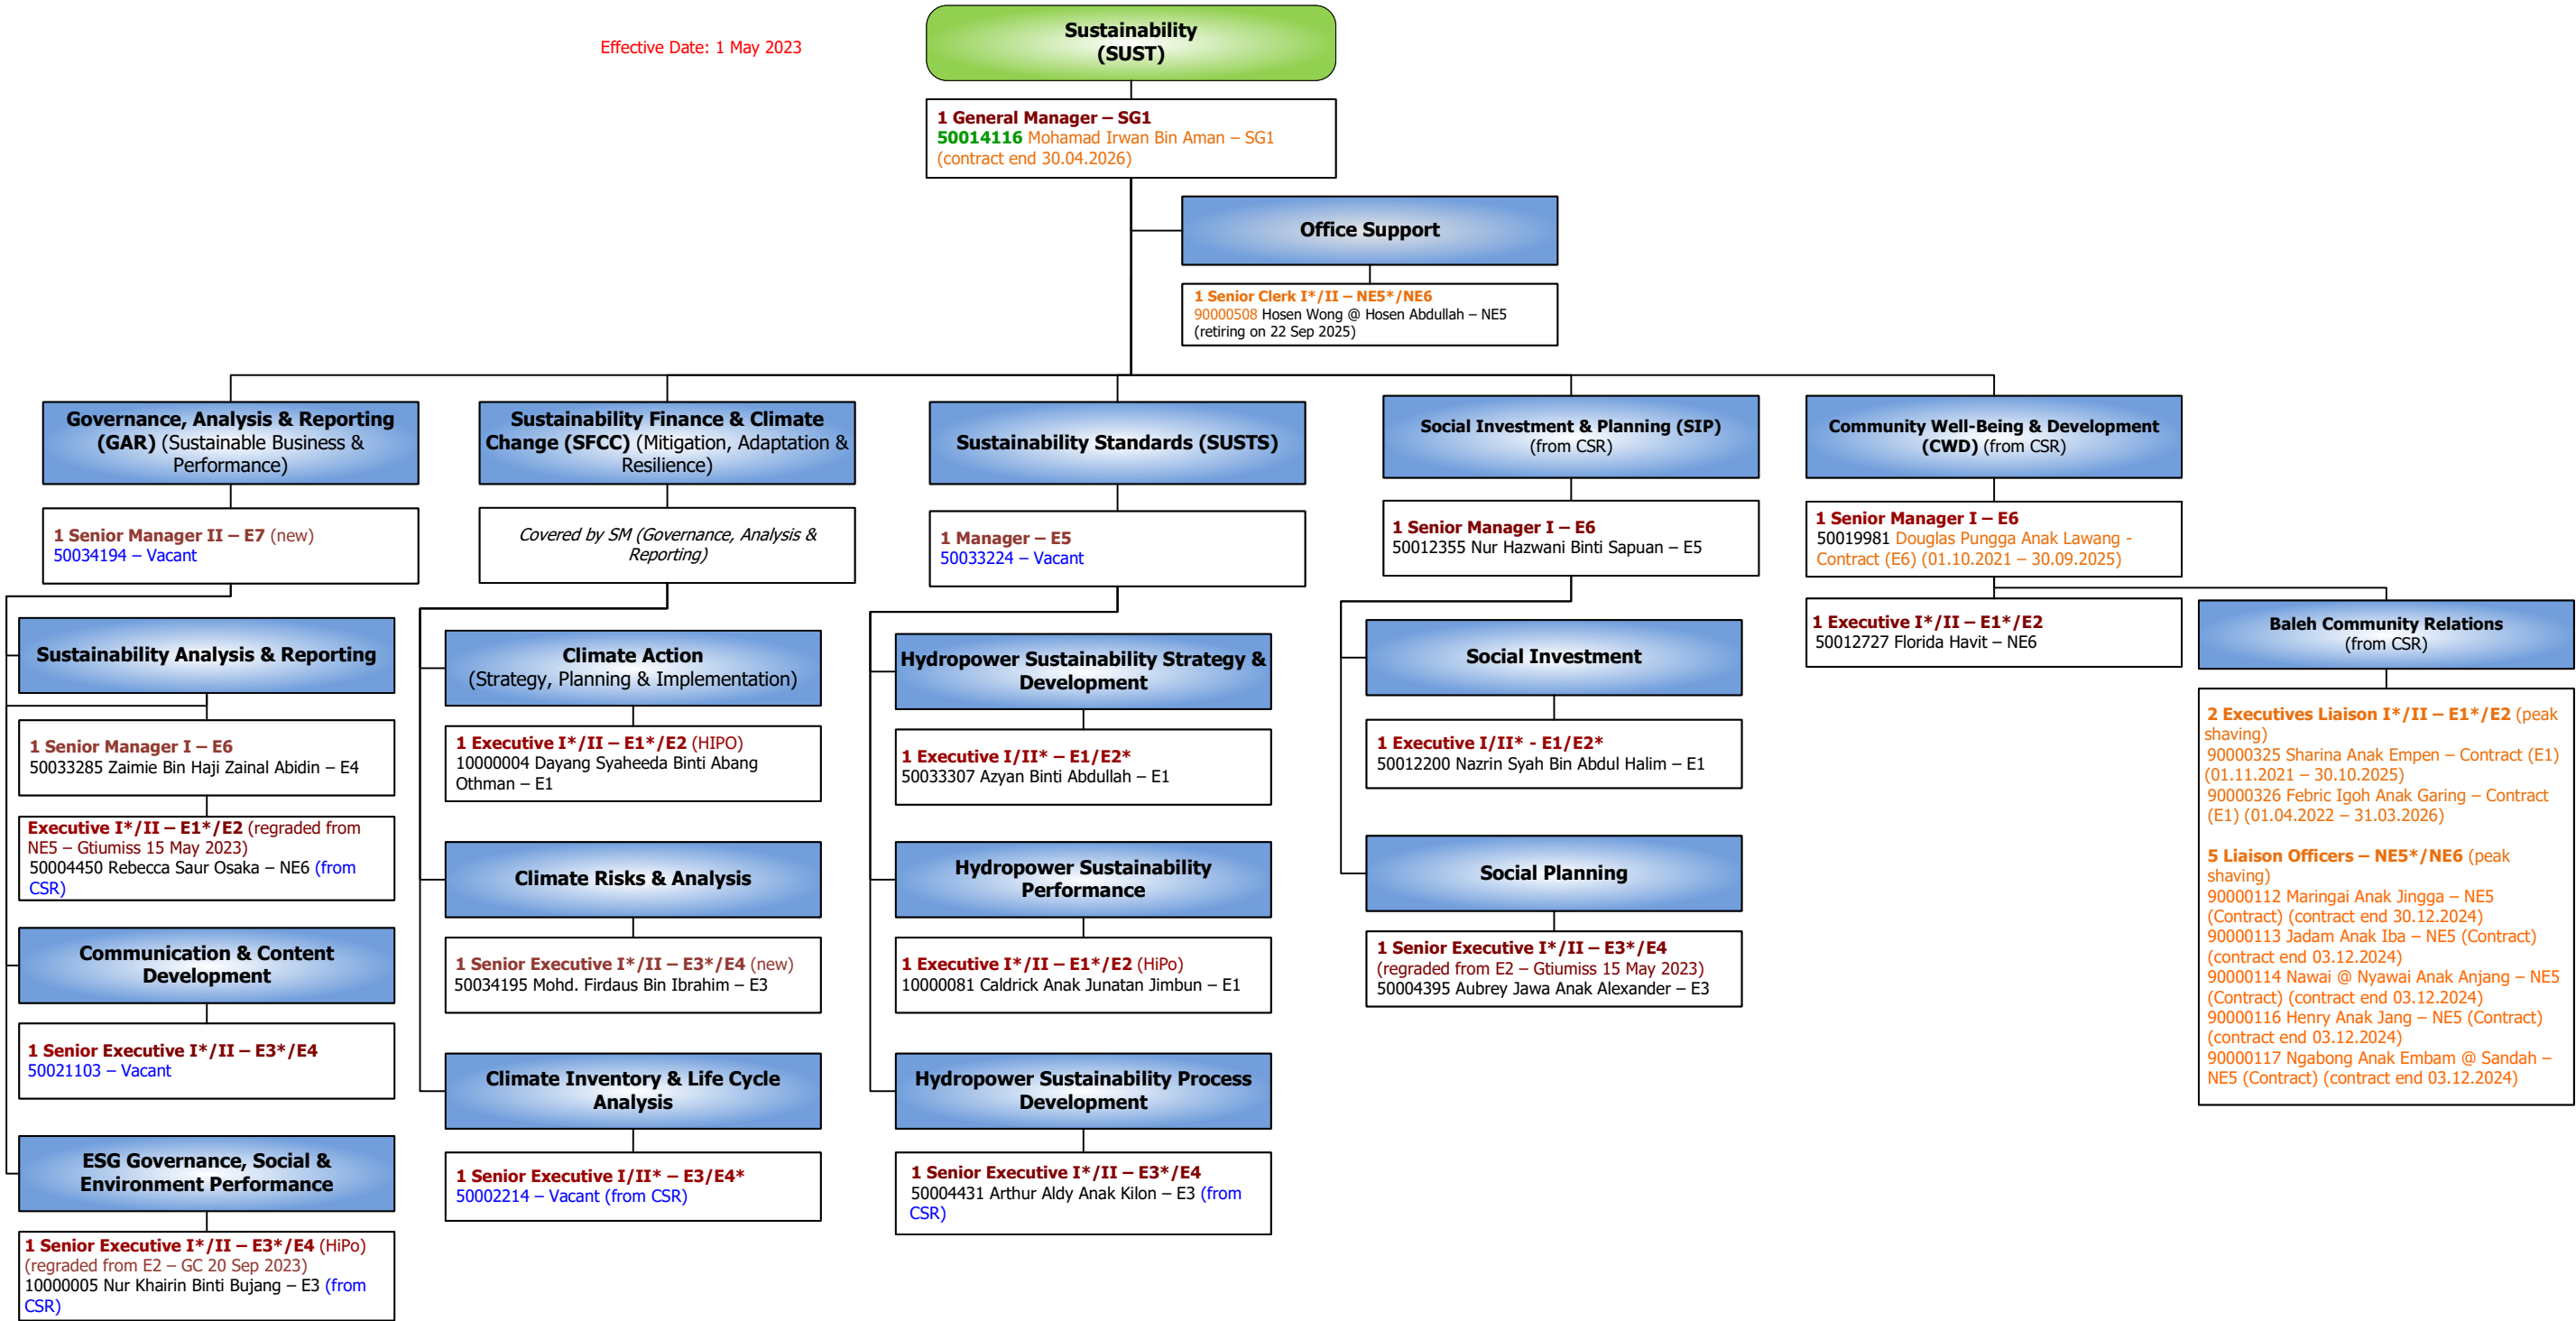 Effective Date: 1 May 2023
Sustainability
(SUST)
1 General Manager – SG1
50014116 Mohamad Irwan Bin Aman – SG1
(contract end 30.04.2026)
Office Support
1 Senior Clerk I*/II – NE5*/NE6
90000508 Hosen Wong @ Hosen Abdullah – NE5
(retiring on 22 Sep 2025)
Governance, Analysis & Reporting
(GAR) (Sustainable Business &
Performance)
1 Senior Manager II – E7 (new)
50034194 – Vacant
Sustainability Analysis & Reporting
1 Senior Manager I – E6
50033285 Zaimie Bin Haji Zainal Abidin – E4
Executive I*/II – E1*/E2 (regraded from
NE5 – Gtiumiss 15 May 2023)
50004450 Rebecca Saur Osaka – NE6 (from
CSR)
Communication & Content
Development
1 Senior Executive I*/II – E3*/E4
50021103 – Vacant
ESG Governance, Social &
Environment Performance
1 Senior Executive I*/II – E3*/E4 (HiPo)
(regraded from E2 – GC 20 Sep 2023)
10000005 Nur Khairin Binti Bujang – E3 (from
CSR)
Sustainability Finance & Climate
Change (SFCC) (Mitigation, Adaptation &
Resilience)
Covered by SM (Governance, Analysis &
Reporting)
Climate Action
(Strategy, Planning & Implementation)
1 Executive I*/II – E1*/E2 (HIPO)
10000004 Dayang Syaheeda Binti Abang
Othman – E1
Climate Risks & Analysis
1 Senior Executive I*/II – E3*/E4 (new)
50034195 Mohd. Firdaus Bin Ibrahim – E3
Climate Inventory & Life Cycle
Analysis
1 Senior Executive I/II* – E3/E4*
50002214 – Vacant (from CSR)
Sustainability Standards (SUSTS)
1 Manager – E5
50033224 – Vacant
Hydropower Sustainability Strategy &
Development
1 Executive I/II* – E1/E2*
50033307 Azyan Binti Abdullah – E1
Hydropower Sustainability
Performance
1 Executive I*/II – E1*/E2 (HiPo)
10000081 Caldrick Anak Junatan Jimbun – E1
Hydropower Sustainability Process
Development
1 Senior Executive I*/II – E3*/E4
50004431 Arthur Aldy Anak Kilon – E3 (from
CSR)
Social Investment & Planning (SIP)
(from CSR)
1 Senior Manager I – E6
50012355 Nur Hazwani Binti Sapuan – E5
Social Investment
1 Executive I/II* - E1/E2*
50012200 Nazrin Syah Bin Abdul Halim – E1
Social Planning
1 Senior Executive I*/II – E3*/E4
(regraded from E2 – Gtiumiss 15 May 2023)
50004395 Aubrey Jawa Anak Alexander – E3
Community Well-Being & Development
(CWD) (from CSR)
1 Senior Manager I – E6
50019981 Douglas Pungga Anak Lawang -
Contract (E6) (01.10.2021 – 30.09.2025)
1 Executive I*/II – E1*/E2
50012727 Florida Havit – NE6
Baleh Community Relations
(from CSR)
2 Executives Liaison I*/II – E1*/E2 (peak
shaving)
90000325 Sharina Anak Empen – Contract (E1)
(01.11.2021 – 30.10.2025)
90000326 Febric Igoh Anak Garing – Contract
(E1) (01.04.2022 – 31.03.2026)
5 Liaison Officers – NE5*/NE6 (peak
shaving)
90000112 Maringai Anak Jingga – NE5
(Contract) (contract end 30.12.2024)
90000113 Jadam Anak Iba – NE5 (Contract)
(contract end 03.12.2024)
90000114 Nawai @ Nyawai Anak Anjang – NE5
(Contract) (contract end 03.12.2024)
90000116 Henry Anak Jang – NE5 (Contract)
(contract end 03.12.2024)
90000117 Ngabong Anak Embam @ Sandah –
NE5 (Contract) (contract end 03.12.2024)